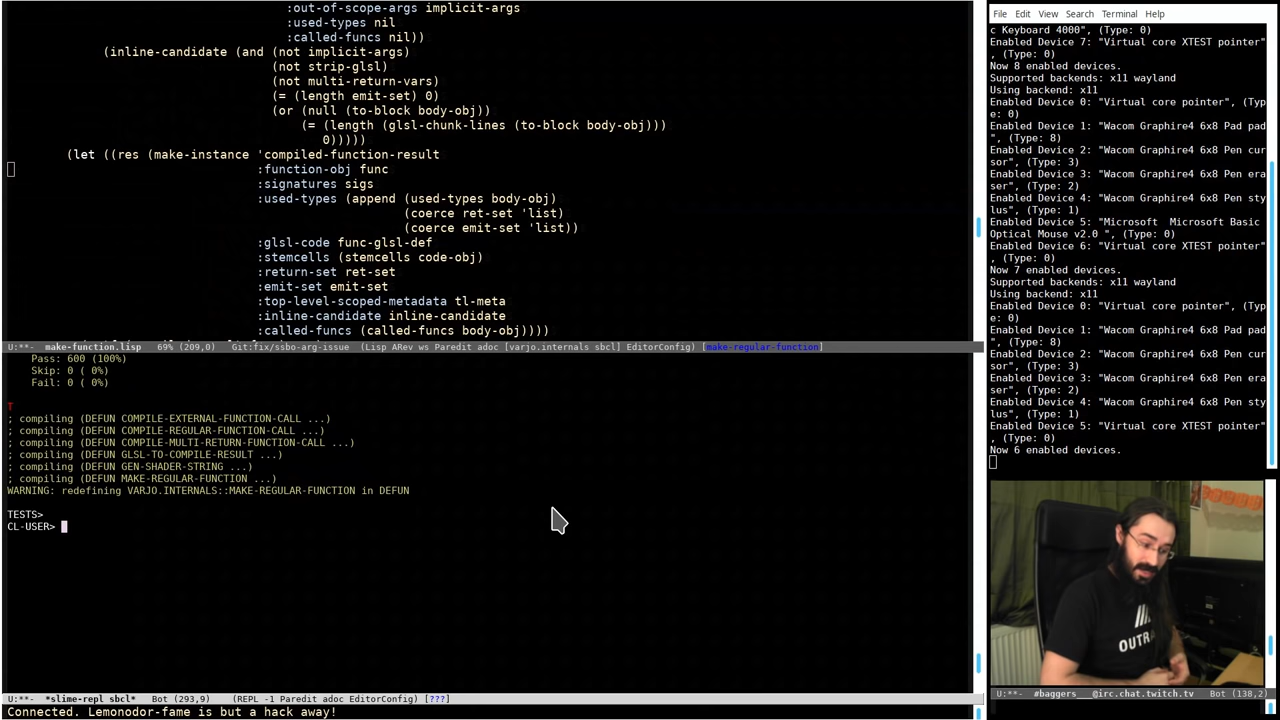 :out-of-scope-args implicit-args
:used-types nil
:called-funcs nil))
(inline-candidate (and (not implicit-args)
(not strip-glsl)
(not multi-return-vars)
(= (length emit-set) 0)
(or (null (to-block body-obj))
(= (length (glsl-chunk-lines (to-block body-obj)))
0)))))
(let ((res (make-instance 'compiled-function-result
:function-obj func
:signatures sigs
:used-types (append (used-types body-obj)
(coerce ret-set 'list)
(coerce emit-set 'list))
:glsl-code func-glsl-def
:stemcells (stemcells code-obj)
:return-set ret-set
:emit-set emit-set
:top-level-scoped-metadata tl-meta
:inline-candidate inline-candidate
:called-funcs (called-funcs body-obj))))
U:**-  make-function.lisp   69% (209,0)   Git:fix/ssbo-arg-issue  (Lisp ARev ws Paredit adoc [varjo.internals sbcl] EditorConfig) [make-regular-function]
Pass: 600 (100%)
Skip: 0 ( 0%)
Fail: 0 ( 0%)
T
; compiling (DEFUN COMPILE-EXTERNAL-FUNCTION-CALL ...)
; compiling (DEFUN COMPILE-REGULAR-FUNCTION-CALL ...)
; compiling (DEFUN COMPILE-MULTI-RETURN-FUNCTION-CALL ...)
; compiling (DEFUN GLSL-TO-COMPILE-RESULT ...)
; compiling (DEFUN GEN-SHADER-STRING ...)
; compiling (DEFUN MAKE-REGULAR-FUNCTION ...)
WARNING: redefining VARJO.INTERNALS::MAKE-REGULAR-FUNCTION in DEFUN
TESTS>
CL-USER>
U:**-  *slime-repl sbcl*   Bot (293,9)   (REPL -1 Paredit adoc EditorConfig) [???]
Connected. Lemonodor-fame is but a hack away!
File Edit View Search Terminal Help
c Keyboard 4000", (Type: 0)
Enabled Device 7: "Virtual core XTEST pointer"
, (Type: 0)
Now 8 enabled devices.
Supported backends: x11 wayland
Using backend: x11
Enabled Device 0: "Virtual core pointer", (Typ
e: 0)
Enabled Device 1: "Wacom Graphire4 6x8 Pad pad
", (Type: 8)
Enabled Device 2: "Wacom Graphire4 6x8 Pen cur
sor", (Type: 3)
Enabled Device 3: "Wacom Graphire4 6x8 Pen era
ser", (Type: 2)
Enabled Device 4: "Wacom Graphire4 6x8 Pen sty
lus", (Type: 1)
Enabled Device 5: "Microsoft  Microsoft Basic
Optical Mouse v2.0 ", (Type: 0)
Enabled Device 6: "Virtual core XTEST pointer"
, (Type: 0)
Now 7 enabled devices.
Supported backends: x11 wayland
Using backend: x11
Enabled Device 0: "Virtual core pointer", (Typ
e: 0)
Enabled Device 1: "Wacom Graphire4 6x8 Pad pad
", (Type: 8)
Enabled Device 2: "Wacom Graphire4 6x8 Pen cur
sor", (Type: 3)
Enabled Device 3: "Wacom Graphire4 6x8 Pen era
ser", (Type: 2)
Enabled Device 4: "Wacom Graphire4 6x8 Pen sty
lus", (Type: 1)
Enabled Device 5: "Virtual core XTEST pointer"
, (Type: 0)
Now 6 enabled devices.
OUTRA
U:**-  #baggers___@irc.chat.twitch.tv   Bot (138,2)